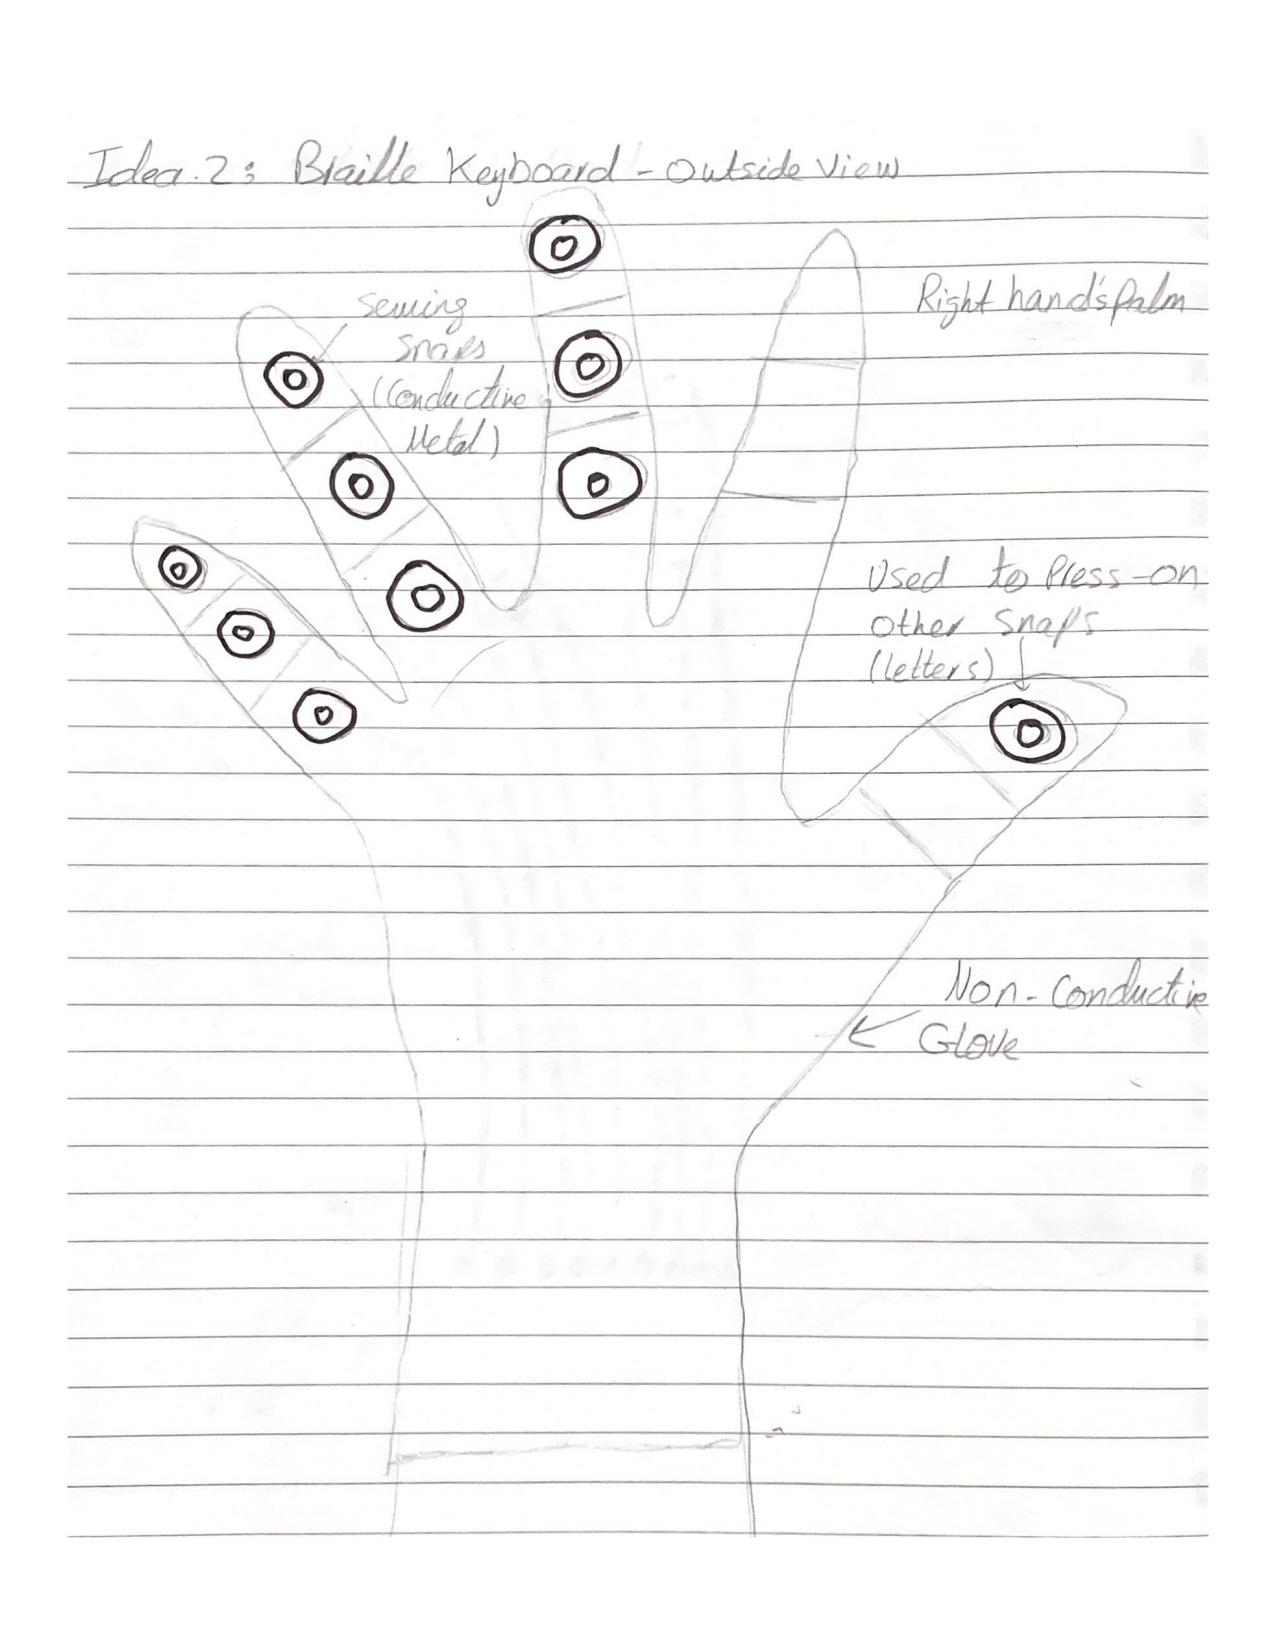 Idea.2: Braille Keyboard - Outside View
Sewing
Snaps
(Conductive
Metal)
Right hand's Palm
Used to Press-on
Other Snaps
(letters)
Non-Conductive
Glove